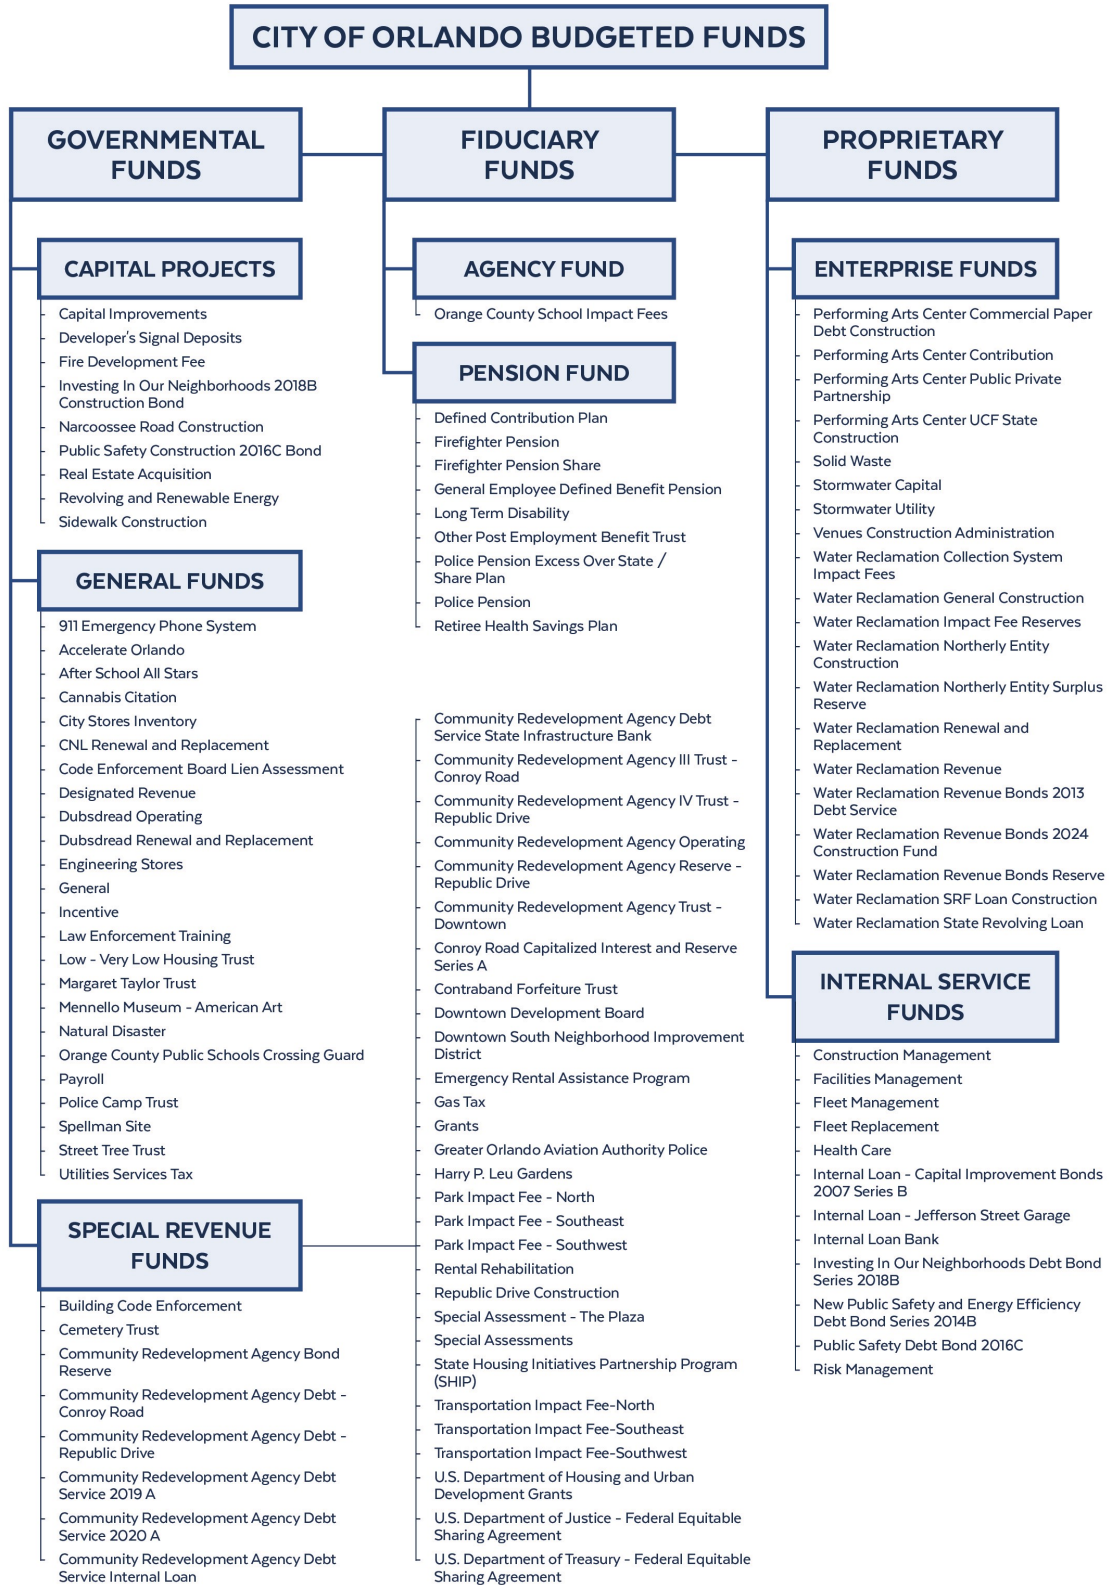 CITY OF ORLANDO BUDGETED FUNDS
GOVERNMENTAL
FUNDS
CAPITAL PROJECTS
Capital Improvements
Developer's Signal Deposits
Fire Development Fee
Investing In Our Neighborhoods 2018B
Construction Bond
Narcoossee Road Construction
Public Safety Construction 2016C Bond
Real Estate Acquisition
Revolving and Renewable Energy
Sidewalk Construction
GENERAL FUNDS
911 Emergency Phone System
Accelerate Orlando
After School All Stars
Cannabis Citation
City Stores Inventory
CNL Renewal and Replacement
Code Enforcement Board Lien Assessment
Designated Revenue
Dubsdread Operating
Dubsdread Renewal and Replacement
Engineering Stores
General
Incentive
Law Enforcement Training
Low - Very Low Housing Trust
Margaret Taylor Trust
Mennello Museum - American Art
Natural Disaster
Orange County Public Schools Crossing Guard
Payroll
Police Camp Trust
Spellman Site
Street Tree Trust
Utilities Services Tax
SPECIAL REVENUE
FUNDS
Building Code Enforcement
Cemetery Trust
Community Redevelopment Agency Bond
Reserve
Community Redevelopment Agency Debt -
Conroy Road
Community Redevelopment Agency Debt -
Republic Drive
Community Redevelopment Agency Debt
Service 2019 A
Community Redevelopment Agency Debt
Service 2020 A
Community Redevelopment Agency Debt
Service Internal Loan
FIDUCIARY
FUNDS
AGENCY FUND
Orange County School Impact Fees
PENSION FUND
Defined Contribution Plan
Firefighter Pension
Firefighter Pension Share
General Employee Defined Benefit Pension
Long Term Disability
Other Post Employment Benefit Trust
Police Pension Excess Over State /
Share Plan
Police Pension
Retiree Health Savings Plan
Community Redevelopment Agency Debt
Service State Infrastructure Bank
Community Redevelopment Agency III Trust -
Conroy Road
Community Redevelopment Agency IV Trust -
Republic Drive
Community Redevelopment Agency Operating
Community Redevelopment Agency Reserve -
Republic Drive
Community Redevelopment Agency Trust -
Downtown
Conroy Road Capitalized Interest and Reserve
Series A
Contraband Forfeiture Trust
Downtown Development Board
Downtown South Neighborhood Improvement
District
Emergency Rental Assistance Program
Gas Tax
Grants
Greater Orlando Aviation Authority Police
Harry P. Leu Gardens
Park Impact Fee - North
Park Impact Fee - Southeast
Park Impact Fee - Southwest
Rental Rehabilitation
Republic Drive Construction
Special Assessment - The Plaza
Special Assessments
State Housing Initiatives Partnership Program
(SHIP)
Transportation Impact Fee-North
Transportation Impact Fee-Southeast
Transportation Impact Fee-Southwest
U.S. Department of Housing and Urban
Development Grants
U.S. Department of Justice - Federal Equitable
Sharing Agreement
U.S. Department of Treasury - Federal Equitable
Sharing Agreement
PROPRIETARY
FUNDS
ENTERPRISE FUNDS
Performing Arts Center Commercial Paper
Debt Construction
Performing Arts Center Contribution
Performing Arts Center Public Private
Partnership
Performing Arts Center UCF State
Construction
Solid Waste
Stormwater Capital
Stormwater Utility
Venues Construction Administration
Water Reclamation Collection System
Impact Fees
Water Reclamation General Construction
Water Reclamation Impact Fee Reserves
Water Reclamation Northerly Entity
Construction
Water Reclamation Northerly Entity Surplus
Reserve
Water Reclamation Renewal and
Replacement
Water Reclamation Revenue
Water Reclamation Revenue Bonds 2013
Debt Service
Water Reclamation Revenue Bonds 2024
Construction Fund
Water Reclamation Revenue Bonds Reserve
Water Reclamation SRF Loan Construction
Water Reclamation State Revolving Loan
INTERNAL SERVICE
FUNDS
Construction Management
Facilities Management
Fleet Management
Fleet Replacement
Health Care
Internal Loan - Capital Improvement Bonds
2007 Series B
Internal Loan - Jefferson Street Garage
Internal Loan Bank
Investing In Our Neighborhoods Debt Bond
Series 2018B
New Public Safety and Energy Efficiency
Debt Bond Series 2014B
Public Safety Debt Bond 2016C
Risk Management